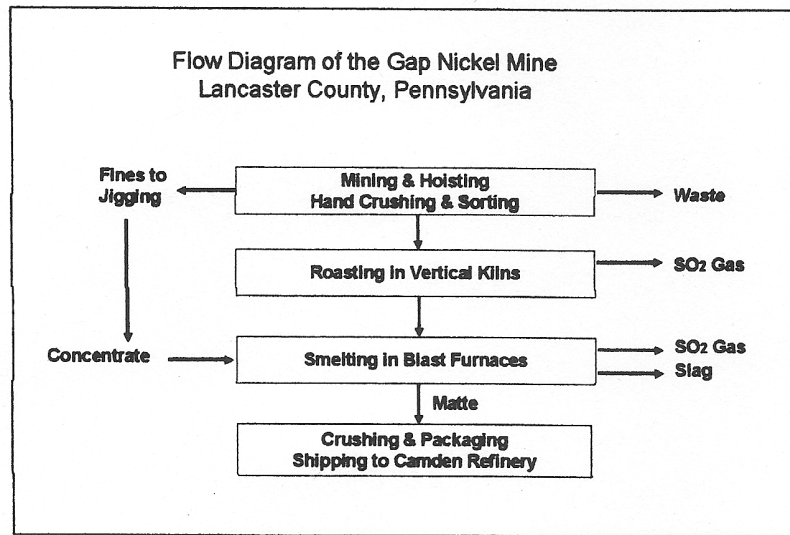 Flow Diagram of the Gap Nickel Mine
Lancaster County, Pennsylvania
Fines to
Jigging
Mining & Hoisting
Hand Crushing & Sorting
Waste
Roasting in Vertical Kilns
SO2 Gas
Concentrate
Smelting in Blast Furnaces
SO2 Gas
Slag
Matte
Crushing & Packaging
Shipping to Camden Refinery